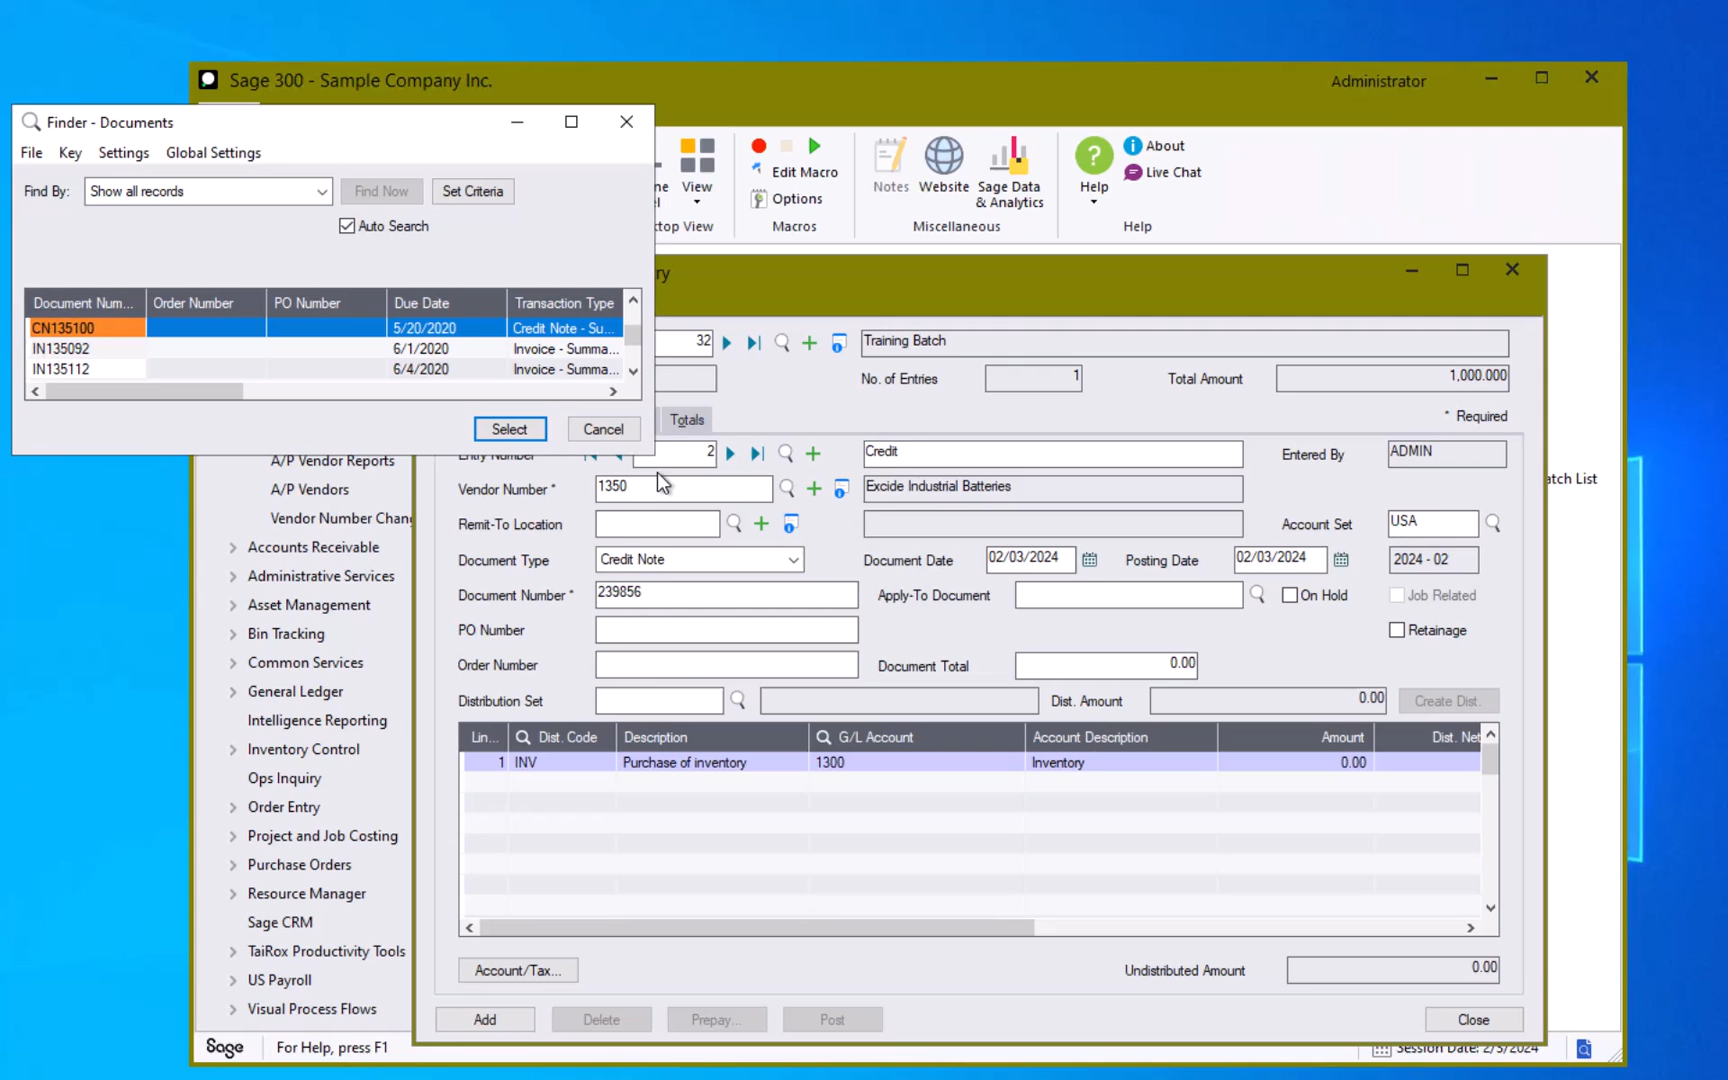 Sage 300 - Sample Company Inc.
Administrator
Finder - Documents
File Key Settings Global Settings
Find By: Show all records Find Now Set Criteria
Auto Search
Document Num... Order Number PO Number Due Date Transaction Type
CN135100 5/20/2020 Credit Note - Su...
IN135092 6/1/2020 Invoice - Summa...
IN135112 6/4/2020 Invoice - Summa...
Select Cancel
View
top View
Edit Macro
Options
Macros
Notes Website Sage Data & Analytics
Miscellaneous
Help
About
Live Chat
Help
32 Training Batch
No. of Entries 1 Total Amount 1,000.000
Totals
* Required
Entry Number 2 Credit Entered By ADMIN
Vendor Number * 1350 Excide Industrial Batteries
Remit-To Location Account Set USA
Document Type Credit Note Document Date 02/03/2024 Posting Date 02/03/2024 2024 - 02
Document Number * 239856 Apply-To Document On Hold Job Related
PO Number Retainage
Order Number Document Total 0.00
Distribution Set Dist. Amount 0.00 Create Dist.
Lin... Dist. Code Description G/L Account Account Description Amount Dist. Net
1 INV Purchase of inventory 1300 Inventory 0.00
Account/Tax... Undistributed Amount 0.00
Add Delete Prepay... Post Close
A/P Vendor Reports
A/P Vendors
Vendor Number Chan
Accounts Receivable
Administrative Services
Asset Management
Bin Tracking
Common Services
General Ledger
Intelligence Reporting
Inventory Control
Ops Inquiry
Order Entry
Project and Job Costing
Purchase Orders
Resource Manager
Sage CRM
TaiRox Productivity Tools
US Payroll
Visual Process Flows
atch List
Sage For Help, press F1
Session Date: 2/3/2024